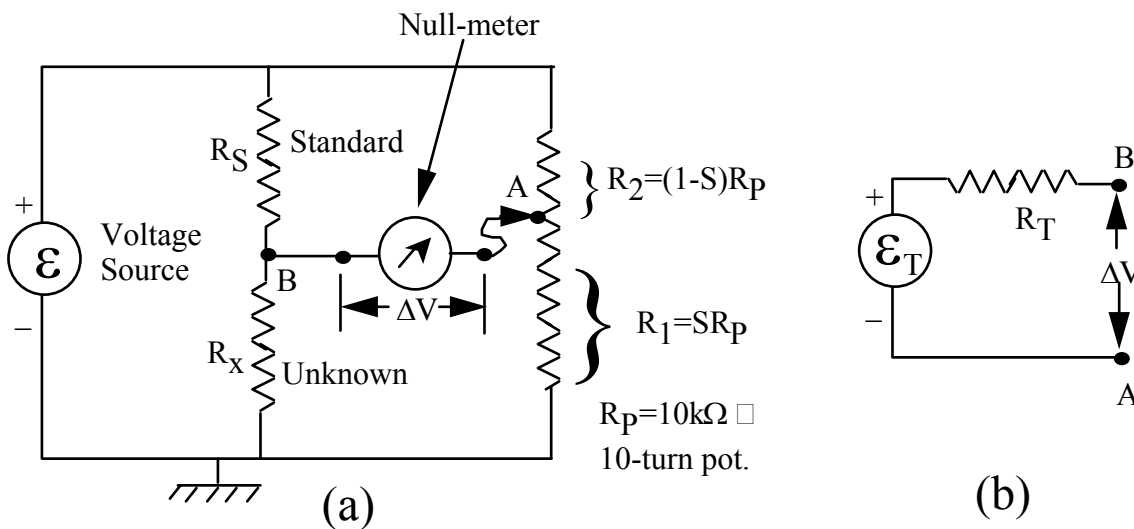 Null-meter
R_S
Standard
A
R_2=(1-S)R_P
B
+
Voltage
Source
ε
B
ΔV
−
R_x
Unknown
R_1=SR_P
R_P=10kΩ □
10-turn pot.
(a)
+
R_T
ε_T
ΔV
−
A
(b)